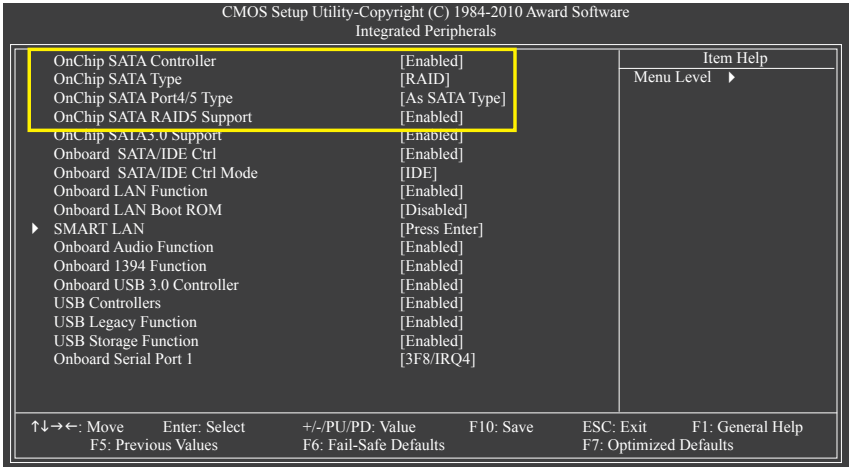 CMOS Setup Utility-Copyright (C) 1984-2010 Award Software
Integrated Peripherals
OnChip SATA Controller [Enabled]
OnChip SATA Type [RAID]
OnChip SATA Port4/5 Type [As SATA Type]
OnChip SATA RAID5 Support [Enabled]
OnChip SATA3.0 Support [Enabled]
Onboard SATA/IDE Ctrl [Enabled]
Onboard SATA/IDE Ctrl Mode [IDE]
Onboard LAN Function [Enabled]
Onboard LAN Boot ROM [Disabled]
SMART LAN [Press Enter]
Onboard Audio Function [Enabled]
Onboard 1394 Function [Enabled]
Onboard USB 3.0 Controller [Enabled]
USB Controllers [Enabled]
USB Legacy Function [Enabled]
USB Storage Function [Enabled]
Onboard Serial Port 1 [3F8/IRQ4]
Item Help
Menu Level
↑↓→←: Move Enter: Select +/-/PU/PD: Value F10: Save ESC: Exit F1: General Help
F5: Previous Values F6: Fail-Safe Defaults F7: Optimized Defaults